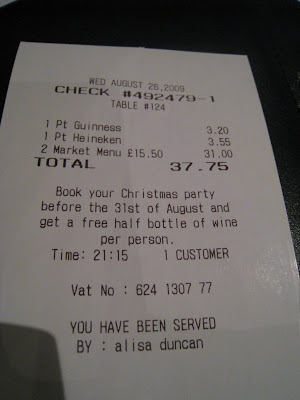 WED AUGUST 26,2009
CHECK #492479-1
TABLE #124
1 Pt Guinness 3.20
1 Pt Heineken 3.55
2 Market Menu £15.50 31.00
TOTAL 37.75
Book your Christmas party
before the 31st of August and
get a free half bottle of wine
per person.
Time: 21:15 1 CUSTOMER
Vat No : 624 1307 77
YOU HAVE BEEN SERVED
BY : alisa duncan